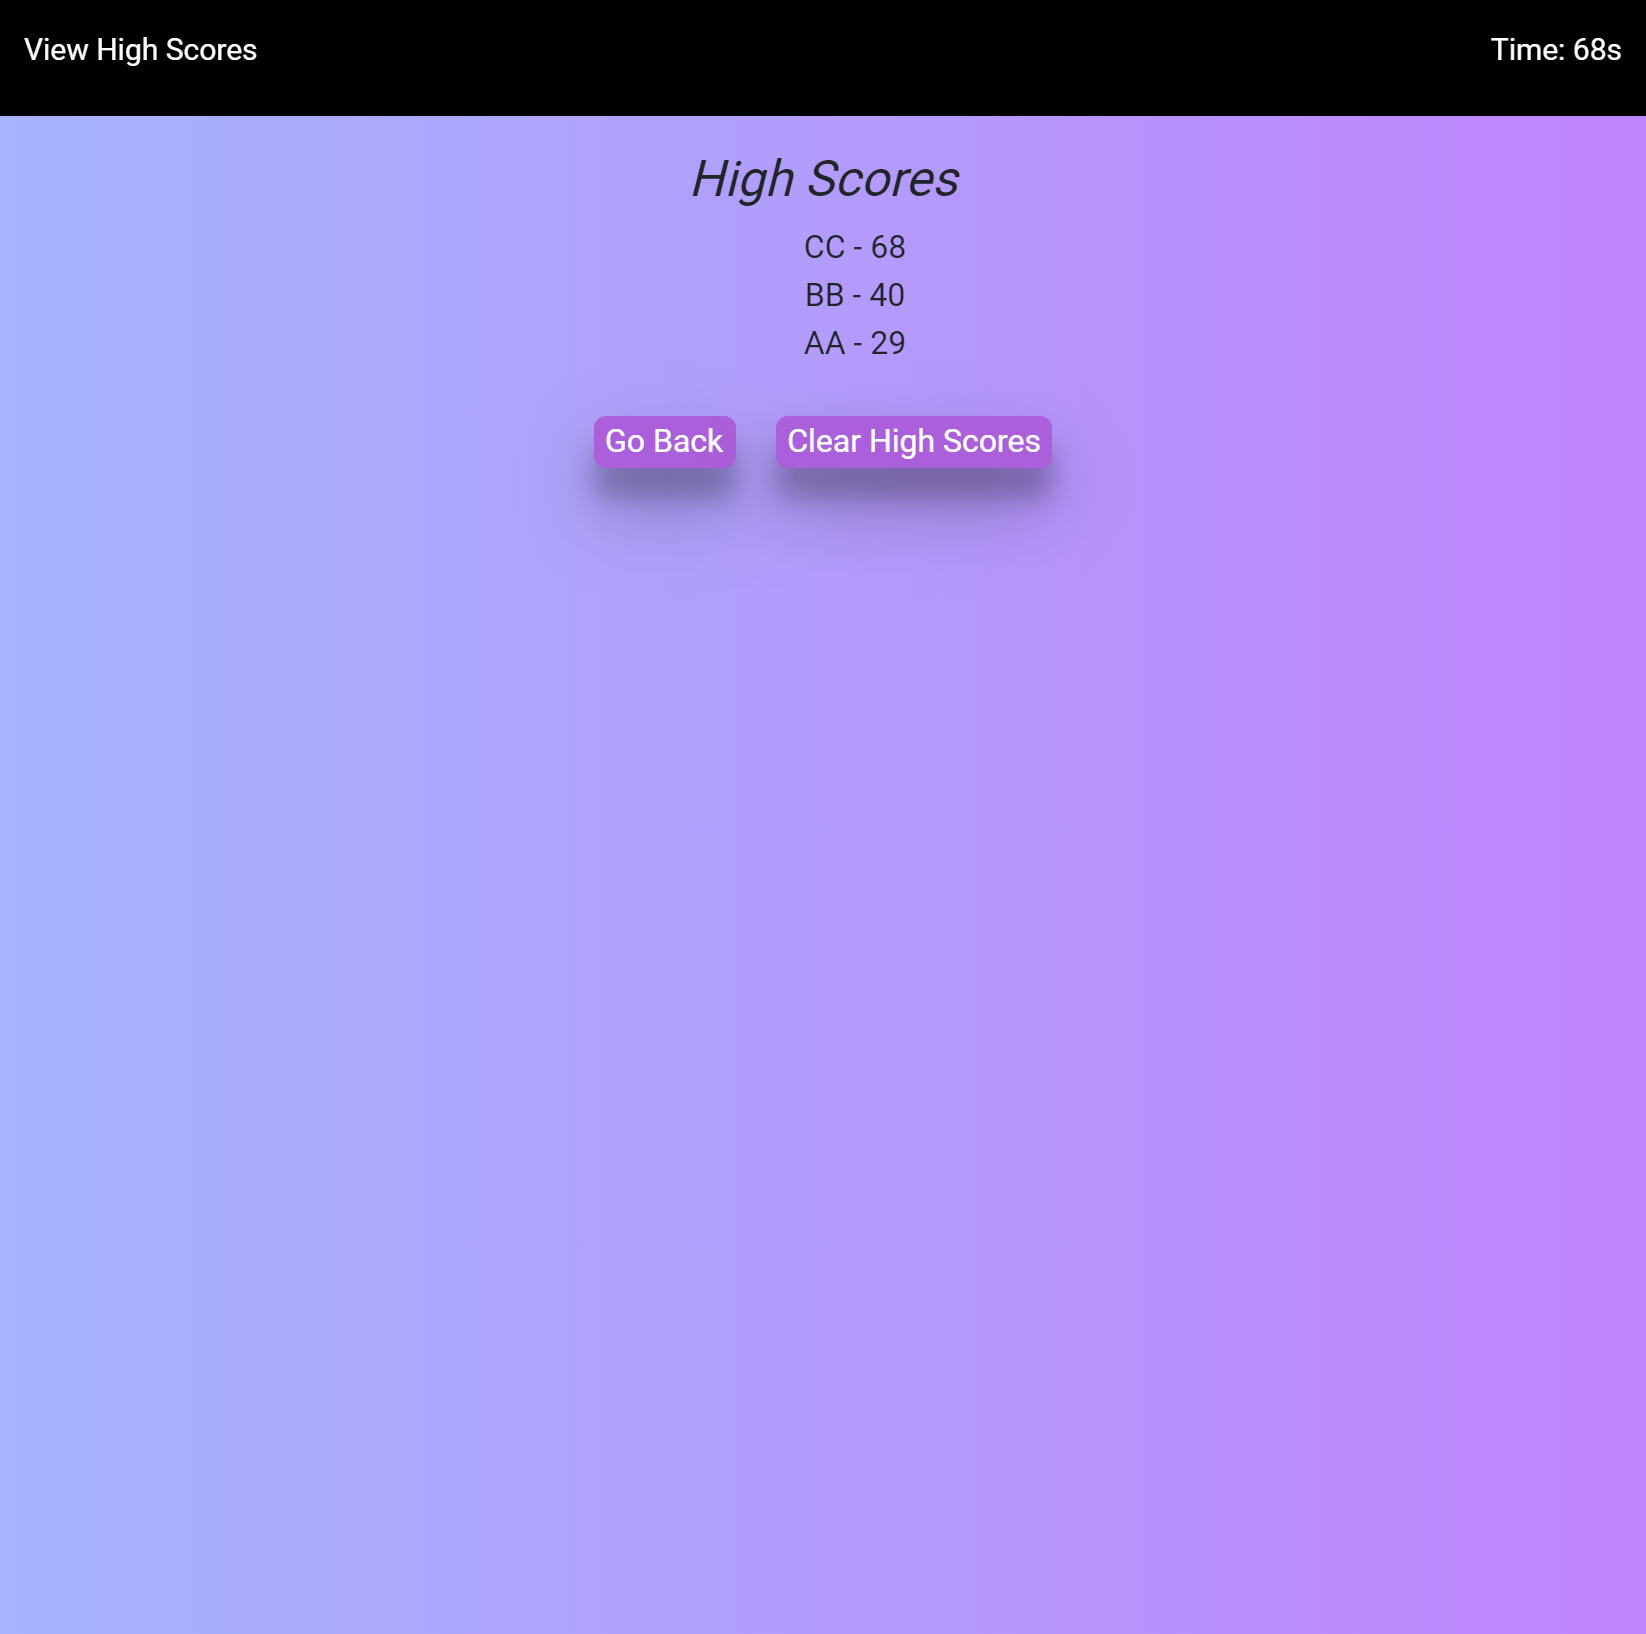 View High Scores
Time: 68s
High Scores
CC - 68
BB - 40
AA - 29
Go Back
Clear High Scores